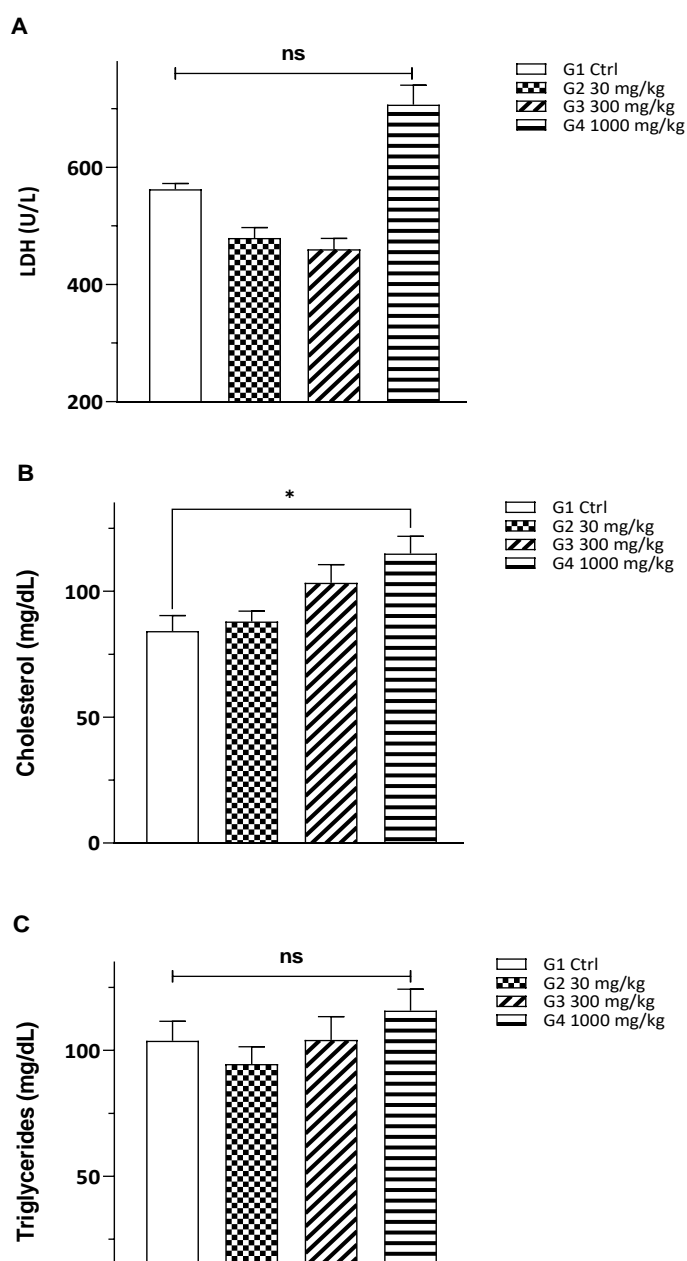 A
ns
G1 Ctrl
G2 30 mg/kg
G3 300 mg/kg
G4 1000 mg/kg
LDH (U/L)
600
400
200
B
*
G1 Ctrl
G2 30 mg/kg
G3 300 mg/kg
G4 1000 mg/kg
Cholesterol (mg/dL)
100
50
0
C
ns
G1 Ctrl
G2 30 mg/kg
G3 300 mg/kg
G4 1000 mg/kg
Triglycerides (mg/dL)
100
50